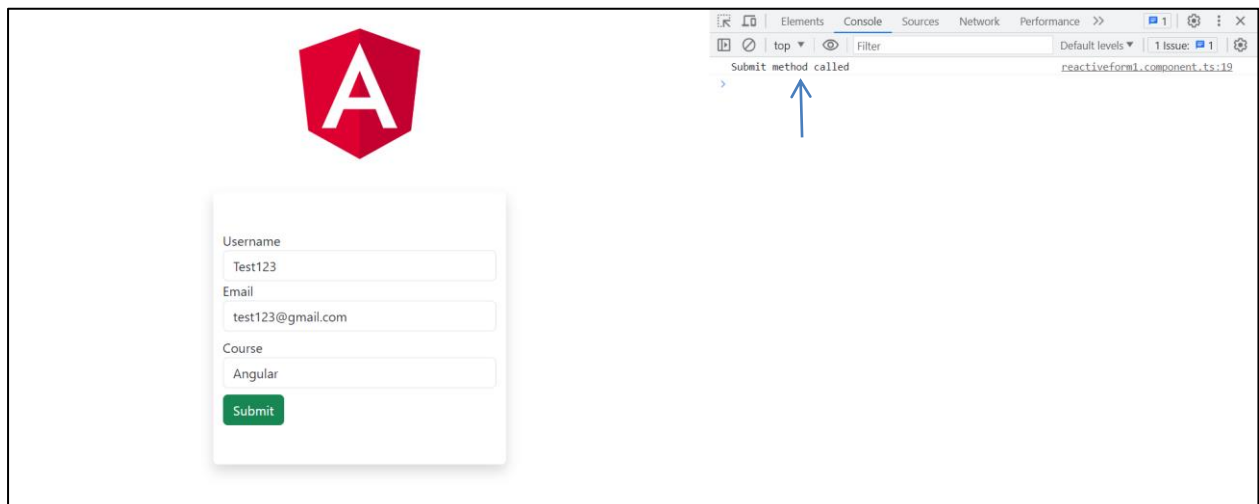 A
Username
Test123
Email
test123@gmail.com
Course
Angular
Submit
Elements Console Sources Network Performance >> 1
top ▼ Filter Default levels ▼ 1 Issue: 1
Submit method called reactiveform1.component.ts:19
>